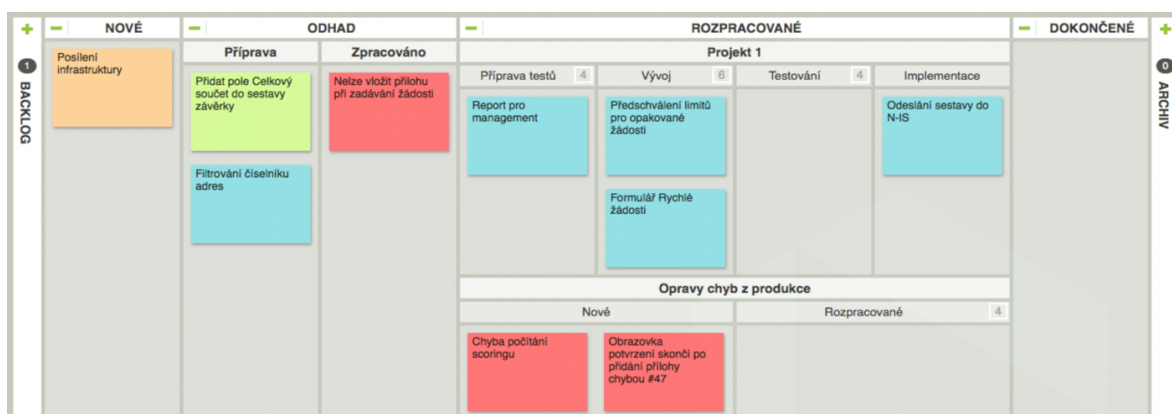 NOVÉ
ODHAD
ROZPRACOVANÉ
DOKONČENÉ
1
BACKLOG
0
ARCHIV
Příprava
Zpracováno
Projekt 1
Příprava testů 4
Vývoj 6
Testování 4
Implementace
Posílení
infrastruktury
Přidat pole Celkový
součet do sestavy
závěrky
Filtrování číselníku
adres
Nelze vložit přílohu
při zadávání žádosti
Report pro
management
Předschválení limitů
pro opakované
žádosti
Formulář Rychlé
žádosti
Odeslání sestavy do
N-IS
Opravy chyb z produkce
Nové
Rozpracované 4
Chyba počítání
scoringu
Obrazovka
potvrzení skončí po
přidání přílohy
chybou #47